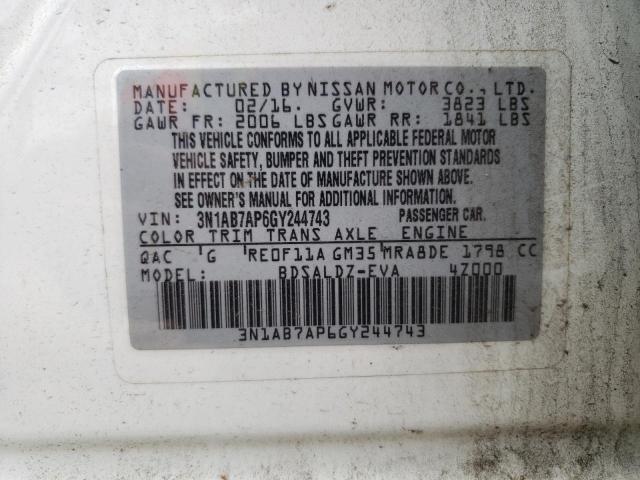 MANUFACTURED BY NISSAN MOTOR CO., LTD.
DATE: 02/16. GVWR: 3823 LBS
GAWR FR: 2006 LBS GAWR RR: 1841 LBS
THIS VEHICLE CONFORMS TO ALL APPLICABLE FEDERAL MOTOR
VEHICLE SAFETY, BUMPER AND THEFT PREVENTION STANDARDS
IN EFFECT ON THE DATE OF MANUFACTURE SHOWN ABOVE.
SEE OWNER'S MANUAL FOR ADDITIONAL INFORMATION.
VIN: 3N1AB7AP6GY244743 PASSENGER CAR.
COLOR TRIM TRANS AXLE ENGINE
QAC G RE0F11A GM35 MRA8DE 1798 CC
MODEL: BDSALDZ-EVA 4Z000
3N1AB7AP6GY244743